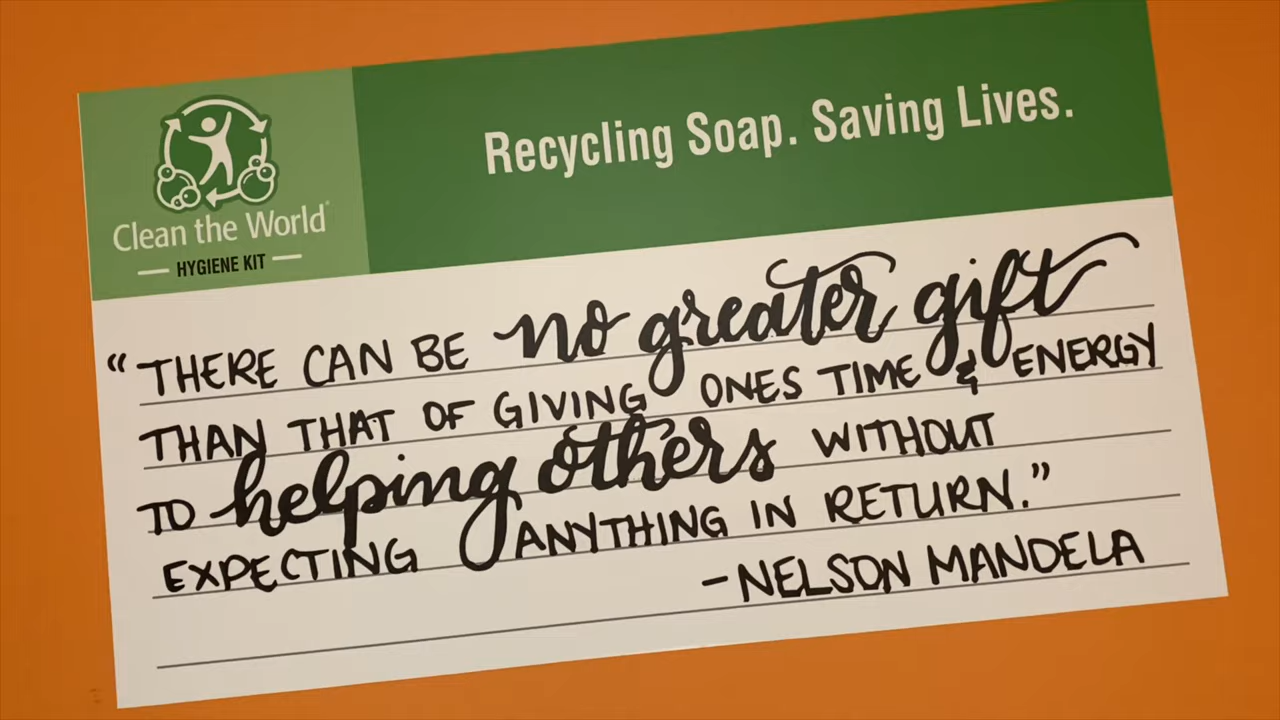 Clean the World®
HYGIENE KIT
Recycling Soap. Saving Lives.
“THERE CAN BE no greater gift
THAN THAT OF GIVING ONES TIME & ENERGY
TO helping others WITHOUT
EXPECTING ANYTHING IN RETURN.”
-NELSON MANDELA